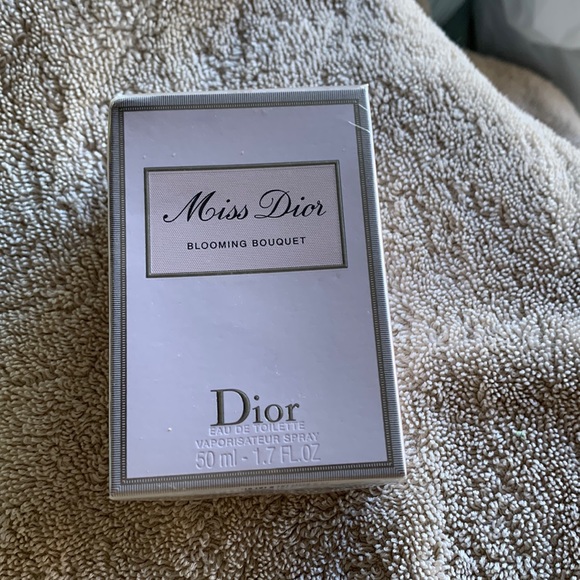 Miss Dior
BLOOMING BOUQUET
Dior
EAU DE TOILETTE
VAPORISATEUR SPRAY
50 ml - 1.7 FL.OZ